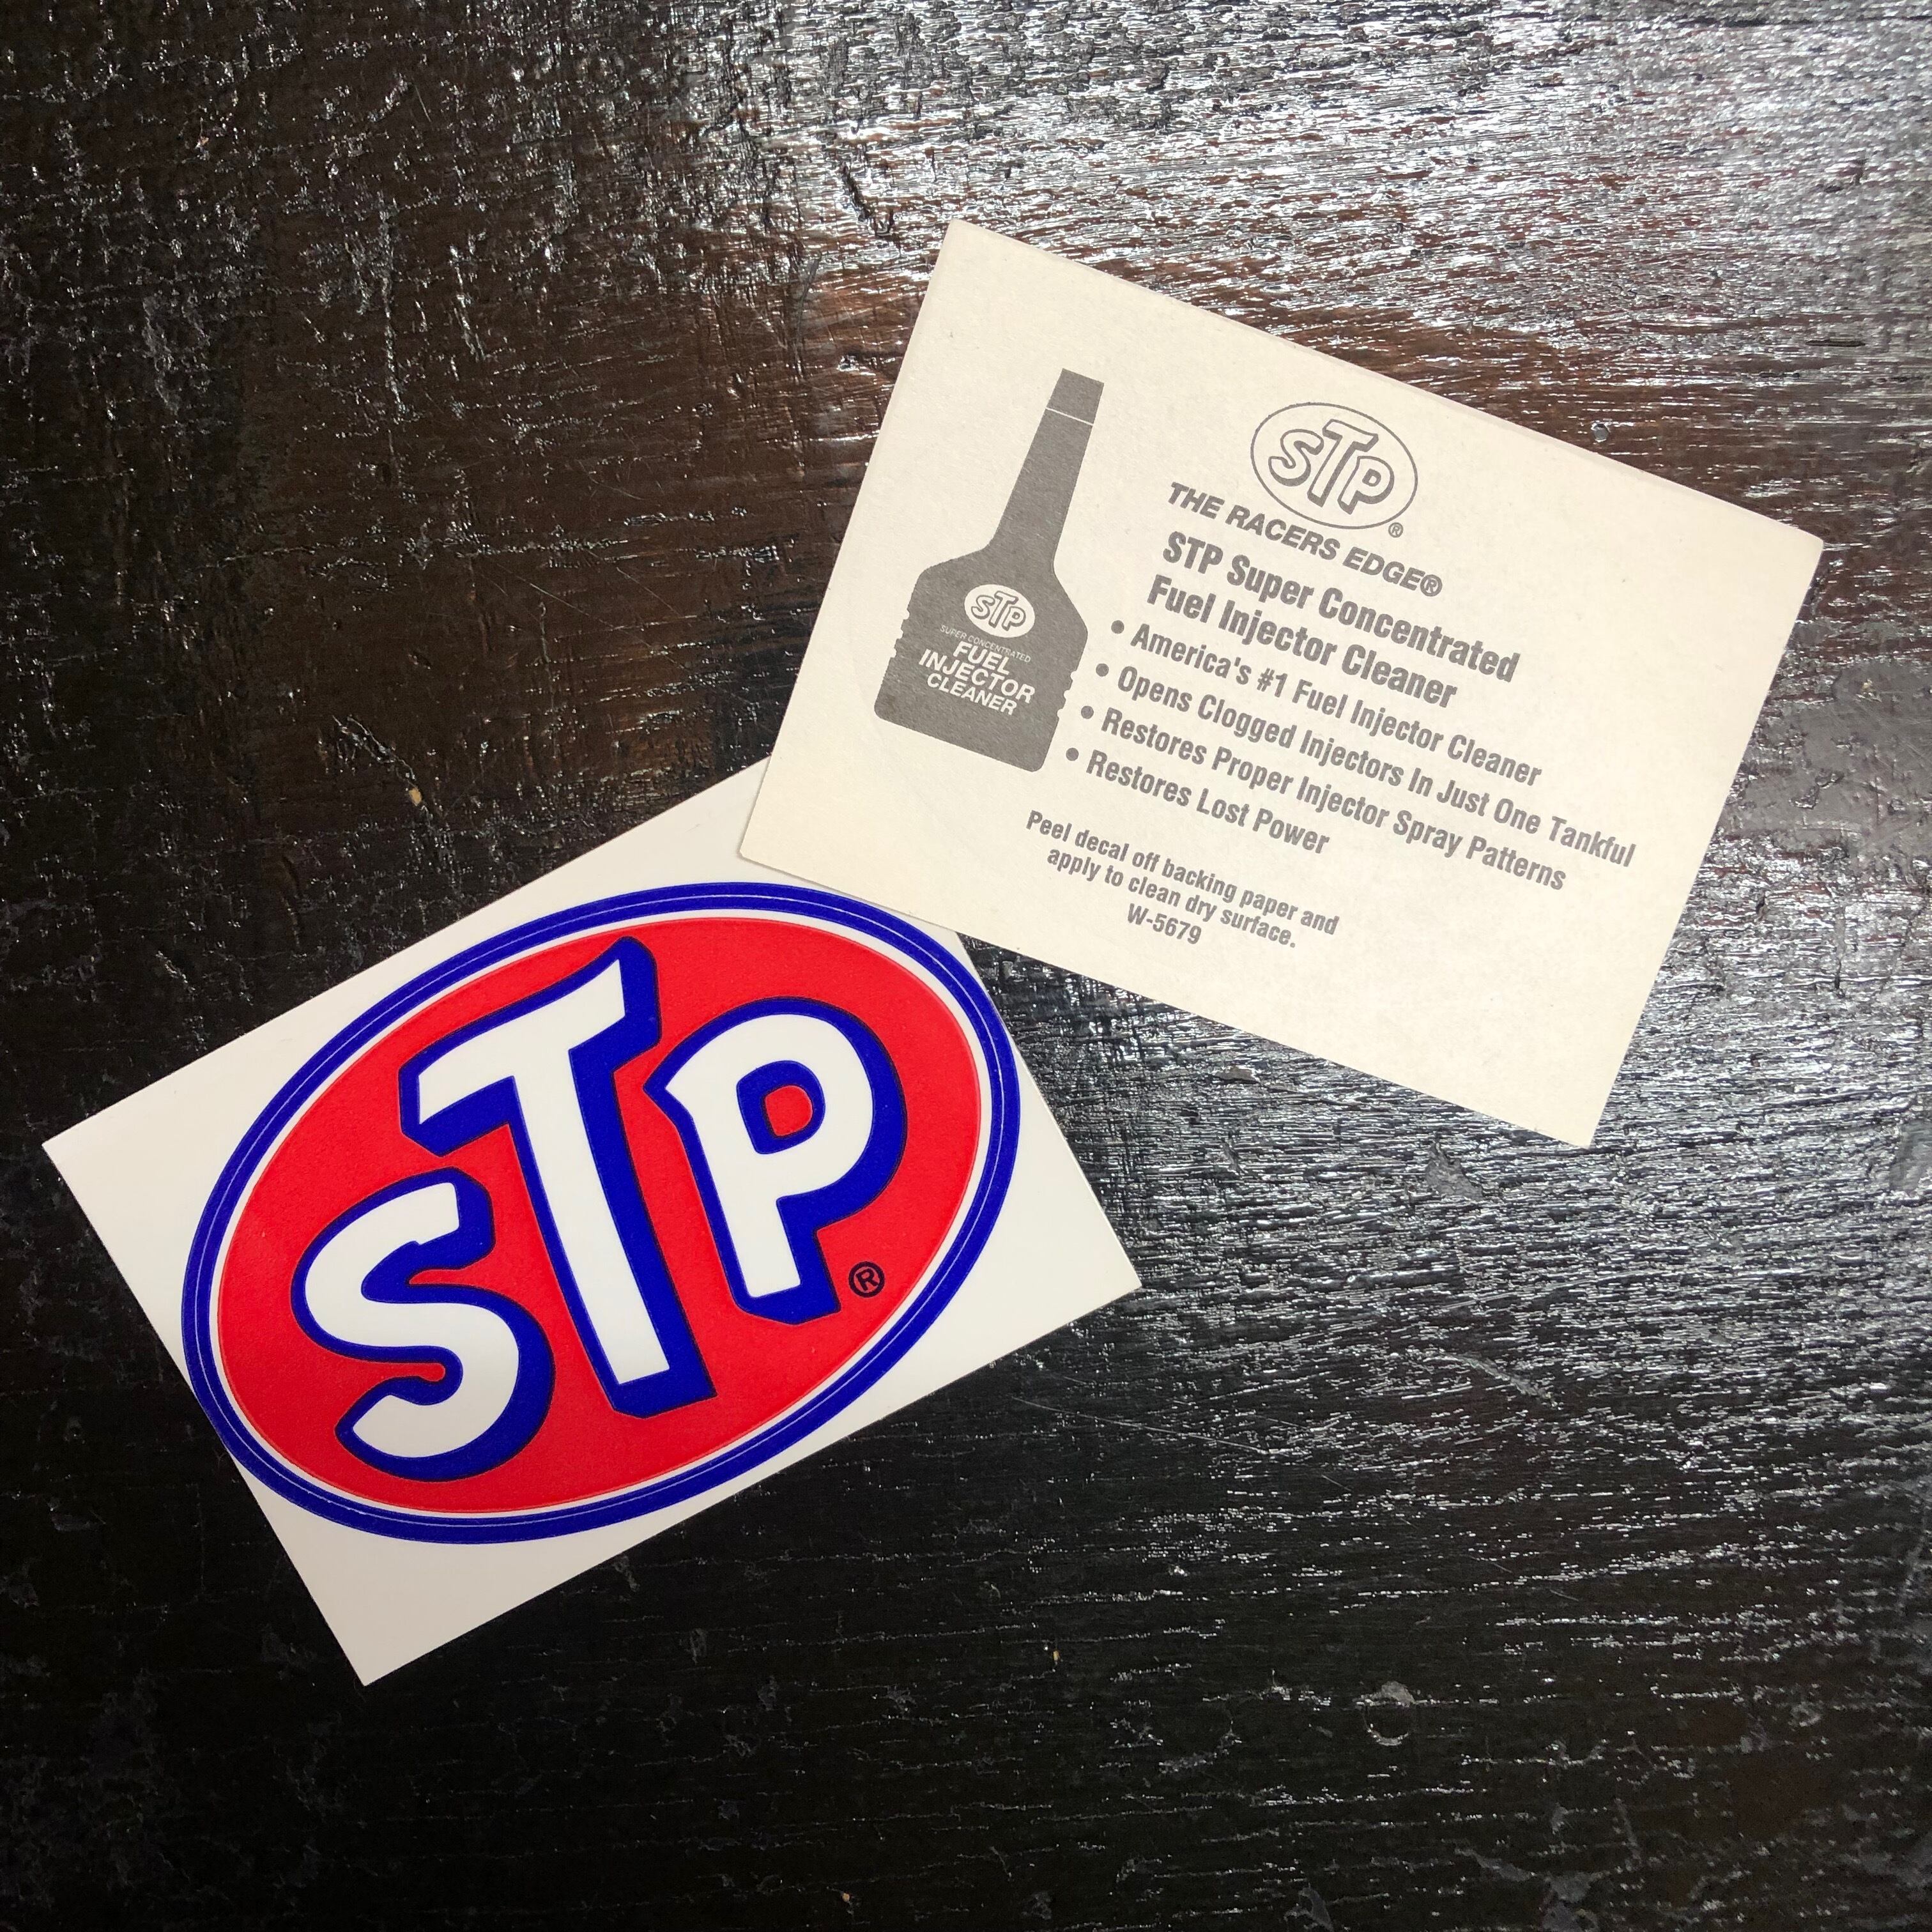 STP®
THE RACERS EDGE®
STP Super Concentrated
Fuel Injector Cleaner
• America's #1 Fuel Injector Cleaner
• Opens Clogged Injectors In Just One Tankful
• Restores Proper Injector Spray Patterns
• Restores Lost Power
Peel decal off backing paper and
apply to clean dry surface.
W-5679
STP
SUPER CONCENTRATED
FUEL
INJECTOR
CLEANER
STP®